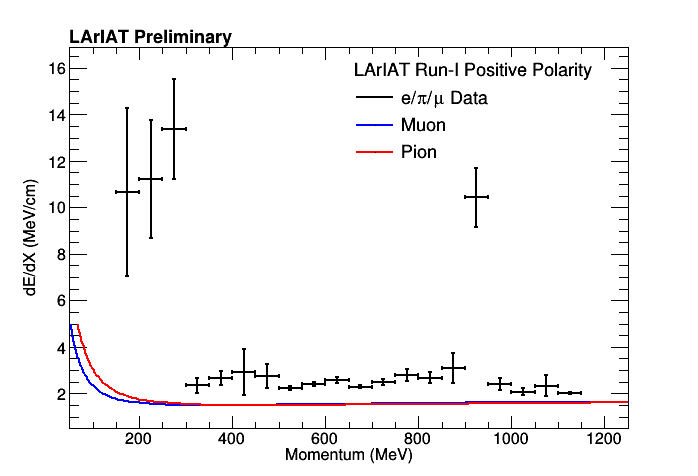 LArIAT Preliminary
LArIAT Run-I Positive Polarity
e/π/μ Data
Muon
Pion
dE/dX (MeV/cm)
16
14
12
10
8
6
4
2
200 400 600 800 1000 1200
Momentum (MeV)